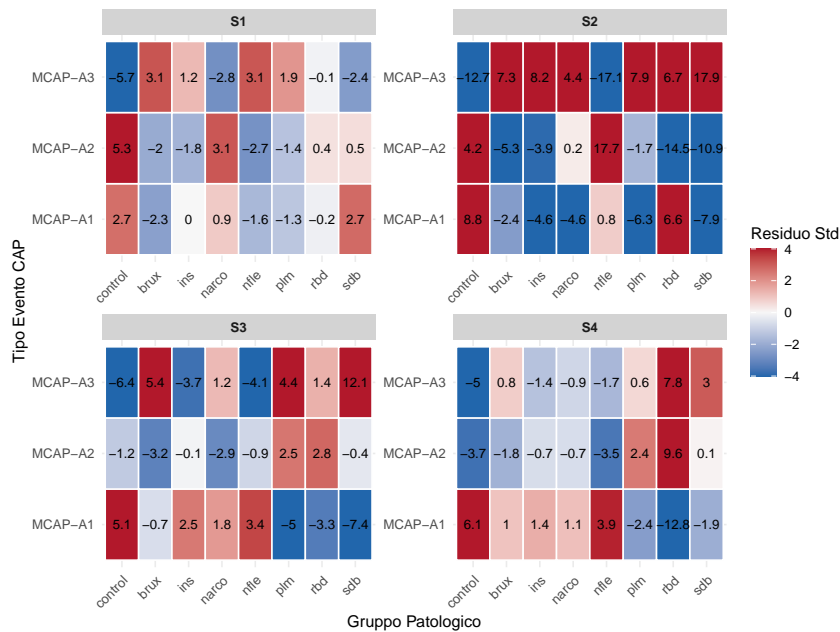 S1
S2
MCAP−A3 −5.7 3.1 1.2 −2.8 3.1 1.9 −0.1 −2.4
MCAP−A2 5.3 −2 −1.8 3.1 −2.7 −1.4 0.4 0.5
MCAP−A1 2.7 −2.3 0 0.9 −1.6 −1.3 −0.2 2.7
control brux ins narco nfle plm rbd sdb
MCAP−A3 −12.7 7.3 8.2 4.4 −17.1 7.9 6.7 17.9
MCAP−A2 4.2 −5.3 −3.9 0.2 17.7 −1.7 −14.5 −10.9
MCAP−A1 8.8 −2.4 −4.6 −4.6 0.8 −6.3 6.6 −7.9
control brux ins narco nfle plm rbd sdb
S3
S4
MCAP−A3 −6.4 5.4 −3.7 1.2 −4.1 4.4 1.4 12.1
MCAP−A2 −1.2 −3.2 −0.1 −2.9 −0.9 2.5 2.8 −0.4
MCAP−A1 5.1 −0.7 2.5 1.8 3.4 −5 −3.3 −7.4
control brux ins narco nfle plm rbd sdb
MCAP−A3 −5 0.8 −1.4 −0.9 −1.7 0.6 7.8 3
MCAP−A2 −3.7 −1.8 −0.7 −0.7 −3.5 2.4 9.6 0.1
MCAP−A1 6.1 1 1.4 1.1 3.9 −2.4 −12.8 −1.9
control brux ins narco nfle plm rbd sdb
Tipo Evento CAP
Gruppo Patologico
Residuo Std
4
2
0
−2
−4